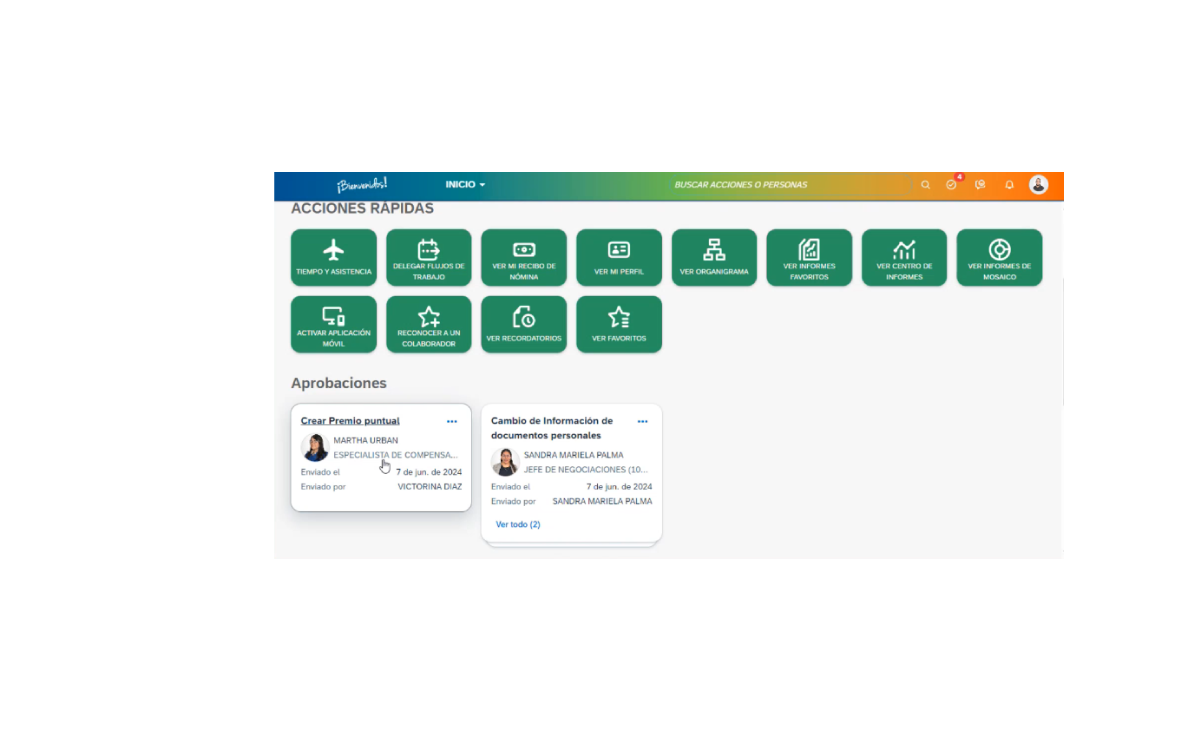 ¡Bienvenidos!
INICIO
BUSCAR ACCIONES O PERSONAS
4
ACCIONES RÁPIDAS
TIEMPO Y ASISTENCIA
DELEGAR FLUJOS DE
TRABAJO
VER MI RECIBO DE
NÓMINA
VER MI PERFIL
VER ORGANIGRAMA
VER INFORMES
FAVORITOS
VER CENTRO DE
INFORMES
VER INFORMES DE
MOSAICO
ACTIVAR APLICACIÓN
MÓVIL
RECONOCER A UN
COLABORADOR
VER RECORDATORIOS
VER FAVORITOS
Aprobaciones
Crear Premio puntual
MARTHA URBAN
ESPECIALISTA DE COMPENSA...
Enviado el 7 de jun. de 2024
Enviado por VICTORINA DIAZ
Cambio de Información de
documentos personales
SANDRA MARIELA PALMA
JEFE DE NEGOCIACIONES (10...
Enviado el 7 de jun. de 2024
Enviado por SANDRA MARIELA PALMA
Ver todo (2)